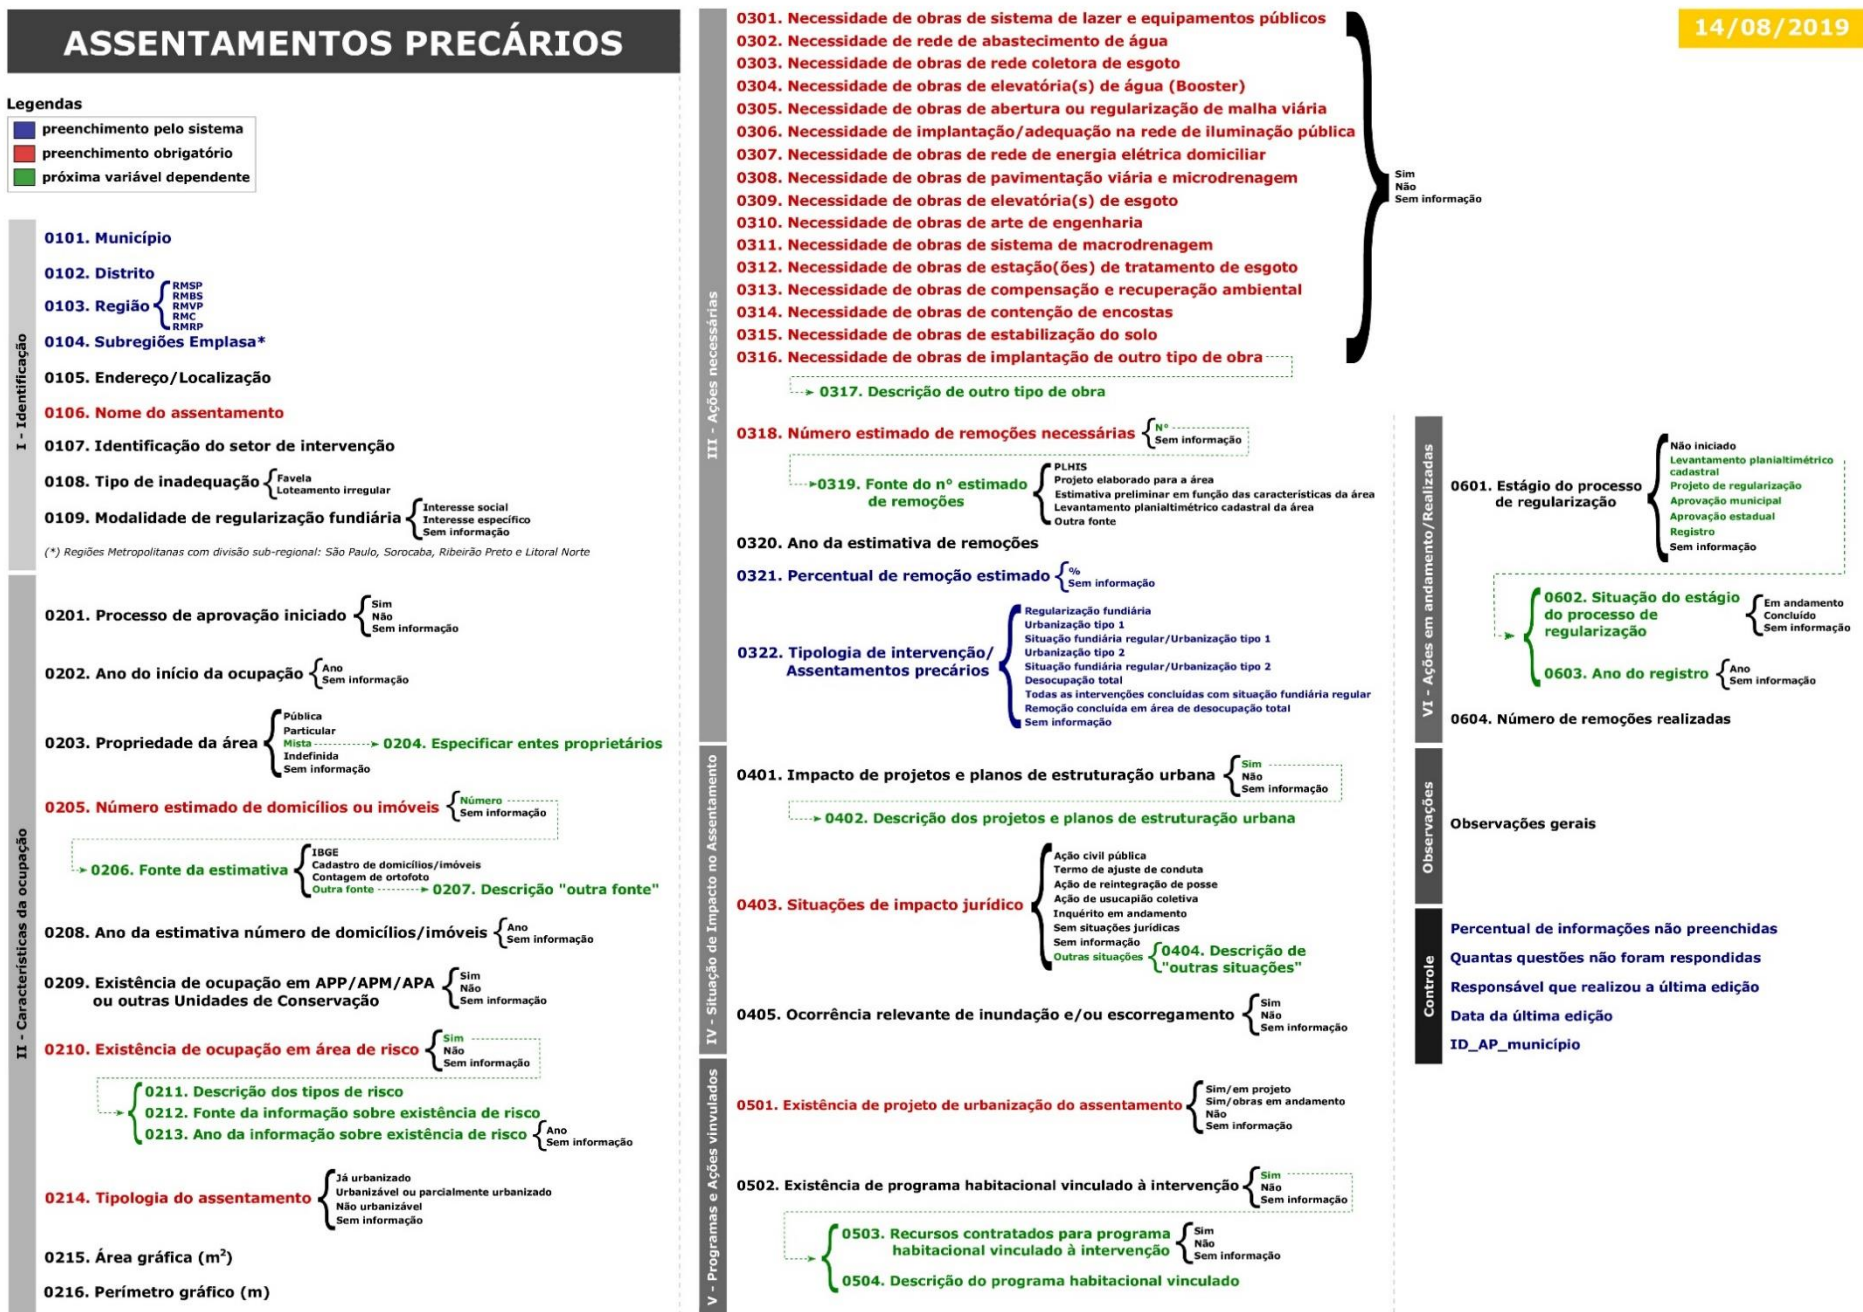 ASSENTAMENTOS PRECÁRIOS
14/08/2019
Legendas
preenchimento pelo sistema
preenchimento obrigatório
próxima variável dependente
I - Identificação
0101. Município
0102. Distrito
0103. Região
RMSP
RMBS
RMVP
RMC
RMRP
0104. Subregiões Emplasa*
0105. Endereço/Localização
0106. Nome do assentamento
0107. Identificação do setor de intervenção
0108. Tipo de inadequação
Favela
Loteamento irregular
0109. Modalidade de regularização fundiária
Interesse social
Interesse específico
Sem informação
(*) Regiões Metropolitanas com divisão sub-regional: São Paulo, Sorocaba, Ribeirão Preto e Litoral Norte
II - Características da ocupação
0201. Processo de aprovação iniciado
Sim
Não
Sem informação
0202. Ano do início da ocupação
Ano
Sem informação
0203. Propriedade da área
Pública
Particular
Mista
Indefinida
Sem informação
0204. Especificar entes proprietários
0205. Número estimado de domicílios ou imóveis
Número
Sem informação
0206. Fonte da estimativa
IBGE
Cadastro de domicílios/imóveis
Contagem de ortofoto
Outra fonte
0207. Descrição "outra fonte"
0208. Ano da estimativa número de domicílios/imóveis
Ano
Sem informação
0209. Existência de ocupação em APP/APM/APA
ou outras Unidades de Conservação
Sim
Não
Sem informação
0210. Existência de ocupação em área de risco
Sim
Não
Sem informação
0211. Descrição dos tipos de risco
0212. Fonte da informação sobre existência de risco
0213. Ano da informação sobre existência de risco
Ano
Sem informação
0214. Tipologia do assentamento
Já urbanizado
Urbanizável ou parcialmente urbanizado
Não urbanizável
Sem informação
0215. Área gráfica (m²)
0216. Perímetro gráfico (m)
III - Ações necessárias
0301. Necessidade de obras de sistema de lazer e equipamentos públicos
0302. Necessidade de rede de abastecimento de água
0303. Necessidade de obras de rede coletora de esgoto
0304. Necessidade de obras de elevatória(s) de água (Booster)
0305. Necessidade de obras de abertura ou regularização de malha viária
0306. Necessidade de implantação/adequação na rede de iluminação pública
0307. Necessidade de obras de rede de energia elétrica domiciliar
0308. Necessidade de obras de pavimentação viária e microdrenagem
0309. Necessidade de obras de elevatória(s) de esgoto
0310. Necessidade de obras de arte de engenharia
0311. Necessidade de obras de sistema de macrodrenagem
0312. Necessidade de obras de estação(ões) de tratamento de esgoto
0313. Necessidade de obras de compensação e recuperação ambiental
0314. Necessidade de obras de contenção de encostas
0315. Necessidade de obras de estabilização do solo
0316. Necessidade de obras de implantação de outro tipo de obra
Sim
Não
Sem informação
0317. Descrição de outro tipo de obra
0318. Número estimado de remoções necessárias
N°
Sem informação
0319. Fonte do n° estimado
de remoções
PLHIS
Projeto elaborado para a área
Estimativa preliminar em função das características da área
Levantamento planialtimétrico cadastral da área
Outra fonte
0320. Ano da estimativa de remoções
0321. Percentual de remoção estimado
%
Sem informação
0322. Tipologia de intervenção/
Assentamentos precários
Regularização fundiária
Urbanização tipo 1
Situação fundiária regular/Urbanização tipo 1
Urbanização tipo 2
Situação fundiária regular/Urbanização tipo 2
Desocupação total
Todas as intervenções concluídas com situação fundiária regular
Remoção concluída em área de desocupação total
Sem informação
IV - Situação de Impacto no Assentamento
0401. Impacto de projetos e planos de estruturação urbana
Sim
Não
Sem informação
0402. Descrição dos projetos e planos de estruturação urbana
0403. Situações de impacto jurídico
Ação civil pública
Termo de ajuste de conduta
Ação de reintegração de posse
Ação de usucapião coletiva
Inquérito em andamento
Sem situações jurídicas
Sem informação
Outras situações
0404. Descrição de
"outras situações"
0405. Ocorrência relevante de inundação e/ou escorregamento
Sim
Não
Sem informação
V - Programas e Ações vinvulados
0501. Existência de projeto de urbanização do assentamento
Sim/em projeto
Sim/obras em andamento
Não
Sem informação
0502. Existência de programa habitacional vinculado à intervenção
Sim
Não
Sem informação
0503. Recursos contratados para programa
habitacional vinculado à intervenção
Sim
Não
Sem informação
0504. Descrição do programa habitacional vinculado
VI - Ações em andamento/Realizadas
0601. Estágio do processo
de regularização
Não iniciado
Levantamento planialtimétrico
cadastral
Projeto de regularização
Aprovação municipal
Aprovação estadual
Registro
Sem informação
0602. Situação do estágio
do processo de
regularização
Em andamento
Concluído
Sem informação
0603. Ano do registro
Ano
Sem informação
0604. Número de remoções realizadas
Observações
Observações gerais
Controle
Percentual de informações não preenchidas
Quantas questões não foram respondidas
Responsável que realizou a última edição
Data da última edição
ID_AP_município